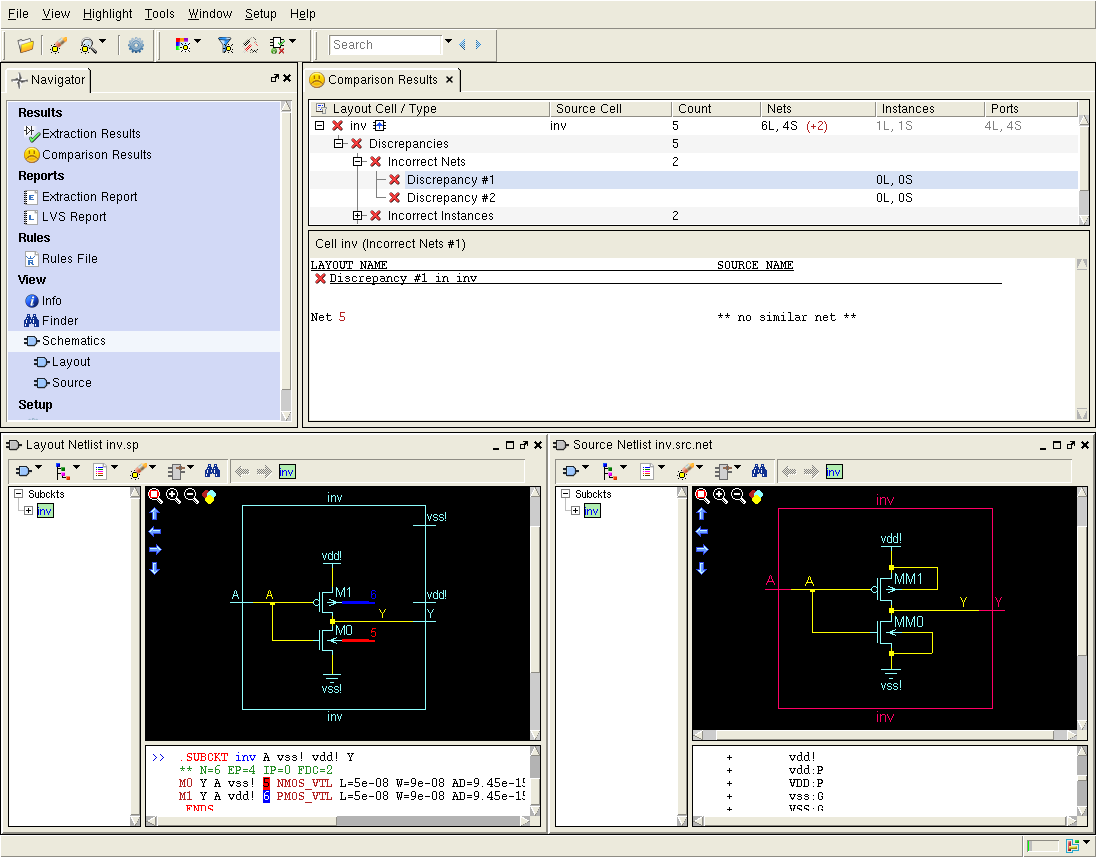 File View Highlight Tools Window Setup Help
Search
Navigator
Results
Extraction Results
Comparison Results
Reports
Extraction Report
LVS Report
Rules
Rules File
View
Info
Finder
Schematics
Layout
Source
Setup
Comparison Results
Layout Cell / Type Source Cell Count Nets Instances Ports
inv inv 5 6L, 4S (+2) 1L, 1S 4L, 4S
Discrepancies 5
Incorrect Nets 2
Discrepancy #1 0L, 0S
Discrepancy #2 0L, 0S
Incorrect Instances 2
Cell inv (Incorrect Nets #1)
LAYOUT NAME SOURCE NAME
Discrepancy #1 in inv
Net 5 ** no similar net **
Layout Netlist inv.sp
inv
Subckts
inv
inv
vss!
vdd!
A A M1 6 vdd!
Y Y
M0 5
vss!
inv
>> .SUBCKT inv A vss! vdd! Y
** N=6 EP=4 IP=0 FDC=2
M0 Y A vss! 5 NMOS_VTL L=5e-08 W=9e-08 AD=9.45e-15
M1 Y A vdd! 6 PMOS_VTL L=5e-08 W=9e-08 AD=9.45e-15
.ENDS
Source Netlist inv.src.net
inv
Subckts
inv
inv
vdd!
A A MM1
Y Y
MM0
vss!
inv
+ vdd!
+ vdd:P
+ VDD:P
+ vss:G
+ VSS:G